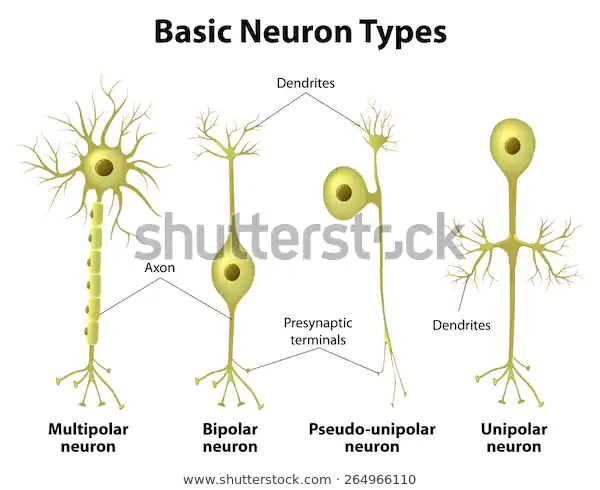 Basic Neuron Types
Dendrites
shutterstock®
Axon
Presynaptic
terminals
Dendrites
Multipolar
neuron
Bipolar
neuron
Pseudo-unipolar
neuron
Unipolar
neuron
www.shutterstock.com · 264966110